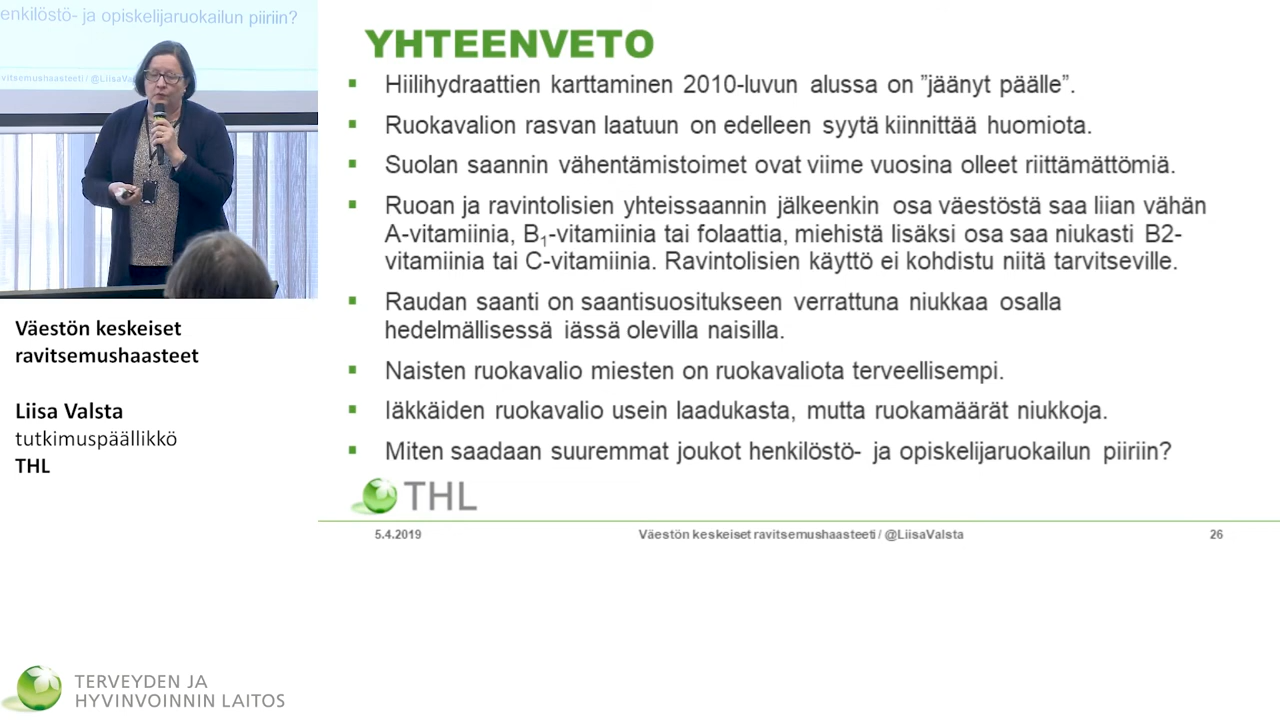 enkilöstö- ja opiskelijaruokailun piiriin?
vitsemushaasteeti / @LiisaVa
Väestön keskeiset
ravitsemushaasteet
Liisa Valsta
tutkimuspäällikkö
THL
YHTEENVETO
Hiilihydraattien karttaminen 2010-luvun alussa on ”jäänyt päälle”.
Ruokavalion rasvan laatuun on edelleen syytä kiinnittää huomiota.
Suolan saannin vähentämistoimet ovat viime vuosina olleet riittämättömiä.
Ruoan ja ravintolisien yhteissaannin jälkeenkin osa väestöstä saa liian vähän
A-vitamiinia, B₁-vitamiinia tai folaattia, miehistä lisäksi osa saa niukasti B2-
vitamiinia tai C-vitamiinia. Ravintolisien käyttö ei kohdistu niitä tarvitseville.
Raudan saanti on saantisuositukseen verrattuna niukkaa osalla
hedelmällisessä iässä olevilla naisilla.
Naisten ruokavalio miesten on ruokavaliota terveellisempi.
Iäkkäiden ruokavalio usein laadukasta, mutta ruokamäärät niukkoja.
Miten saadaan suuremmat joukot henkilöstö- ja opiskelijaruokailun piiriin?
THL
5.4.2019
Väestön keskeiset ravitsemushaasteeti / @LiisaValsta
26
TERVEYDEN JA
HYVINVOINNIN LAITOS